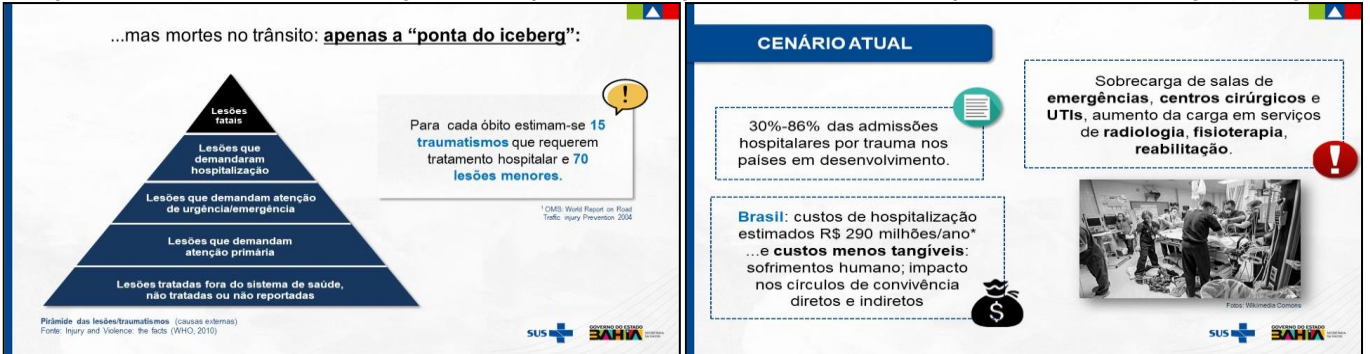 ...mas mortes no trânsito: apenas a “ponta do iceberg”:
Lesões
fatais
Lesões que
demandaram
hospitalização
Lesões que demandam atenção
de urgência/emergência
Lesões que demandam
atenção primária
Lesões tratadas fora do sistema de saúde,
não tratadas ou não reportadas
Pirâmide das lesões/traumatismos (causas externas)
Fonte: Injury and Violence: the facts (WHO, 2010)
!
Para cada óbito estimam-se 15
traumatismos que requerem
tratamento hospitalar e 70
lesões menores.
¹ OMS: World Report on Road
Traffic injury Prevention 2004
SUS
GOVERNO DO ESTADO
BAHIA
CENÁRIO ATUAL
30%-86% das admissões
hospitalares por trauma nos
países em desenvolvimento.
Brasil: custos de hospitalização
estimados R$ 290 milhões/ano*
...e custos menos tangíveis:
sofrimentos humano; impacto
nos círculos de convivência
diretos e indiretos
$
Sobrecarga de salas de
emergências, centros cirúrgicos e
UTIs, aumento da carga em serviços
de radiologia, fisioterapia,
reabilitação.
!
Fotos: Wikimedia Comons
SUS
GOVERNO DO ESTADO
BAHIA